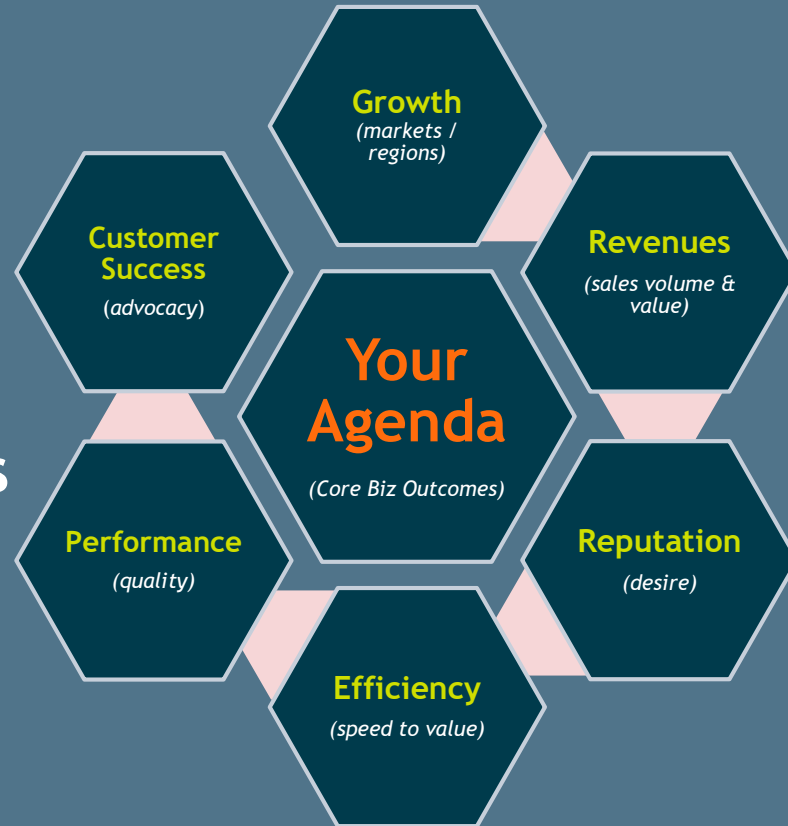 Growth
(markets /
regions)
Customer
Success
(advocacy)
Revenues
(sales volume &
value)
Your
Agenda
(Core Biz Outcomes)
s
Performance
(quality)
Reputation
(desire)
Efficiency
(speed to value)